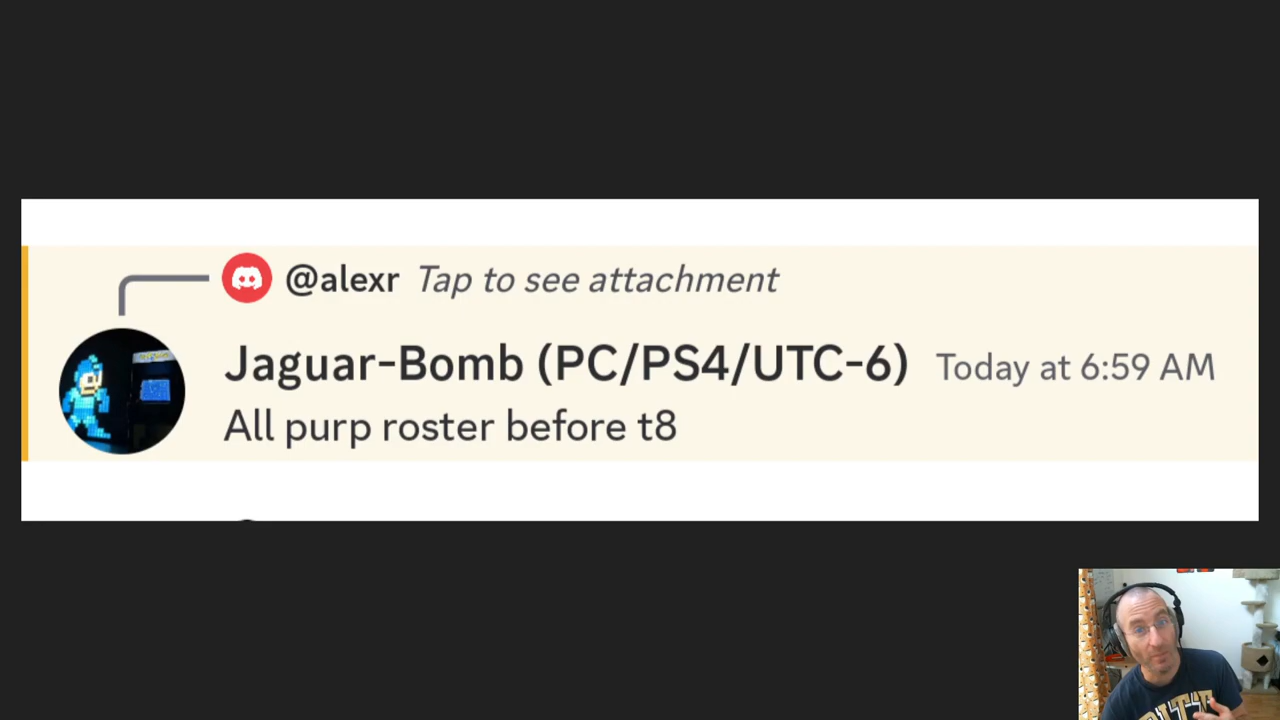 @alexr Tap to see attachment
Jaguar-Bomb (PC/PS4/UTC-6) Today at 6:59 AM
All purp roster before t8